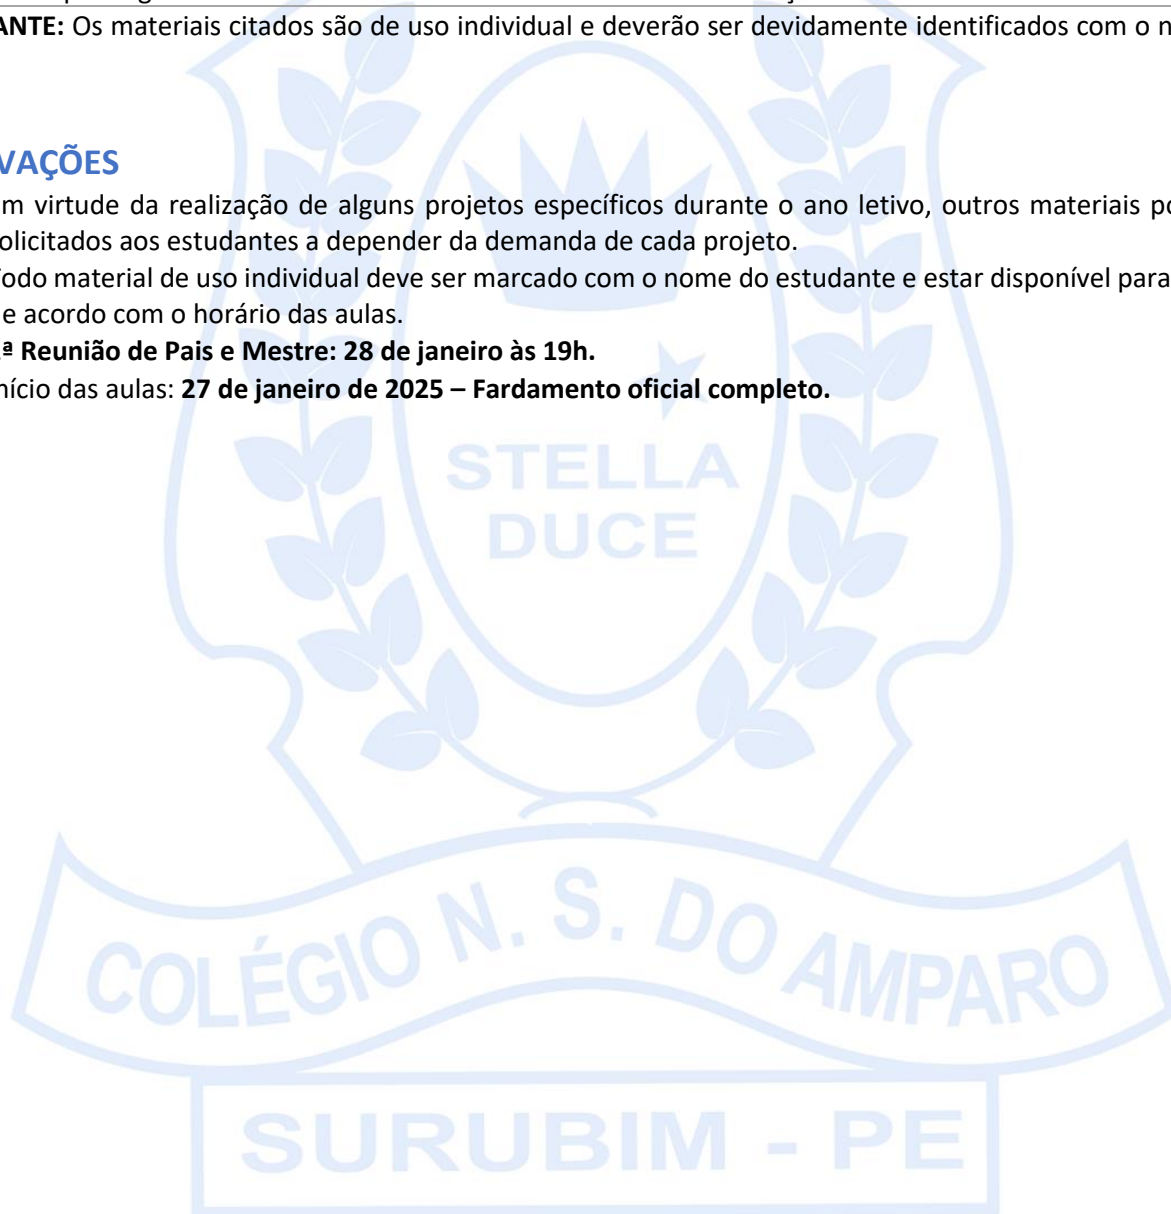 ANTE: Os materiais citados são de uso individual e deverão ser devidamente identificados com o n
VAÇÕES
m virtude da realização de alguns projetos específicos durante o ano letivo, outros materiais po
olicitados aos estudantes a depender da demanda de cada projeto.
odo material de uso individual deve ser marcado com o nome do estudante e estar disponível para
e acordo com o horário das aulas.
ª Reunião de Pais e Mestre: 28 de janeiro às 19h.
nício das aulas: 27 de janeiro de 2025 – Fardamento oficial completo.
STELLA
DUCE
COLÉGIO N. S. DO AMPARO
SURUBIM - PE